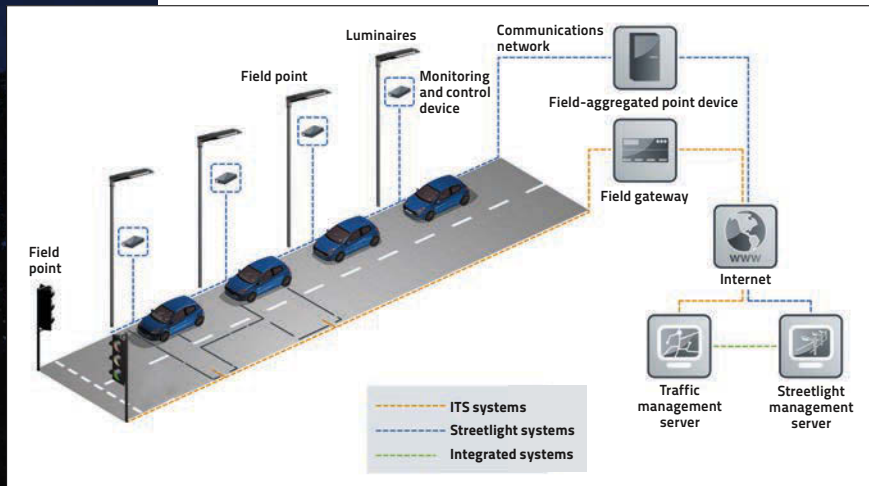 Luminaires
Communications
network
Field point
Monitoring
and control
device
Field-aggregated point device
Field gateway
Field
point
WWW
Internet
Traffic
management
server
Streetlight
management
server
ITS systems
Streetlight systems
Integrated systems